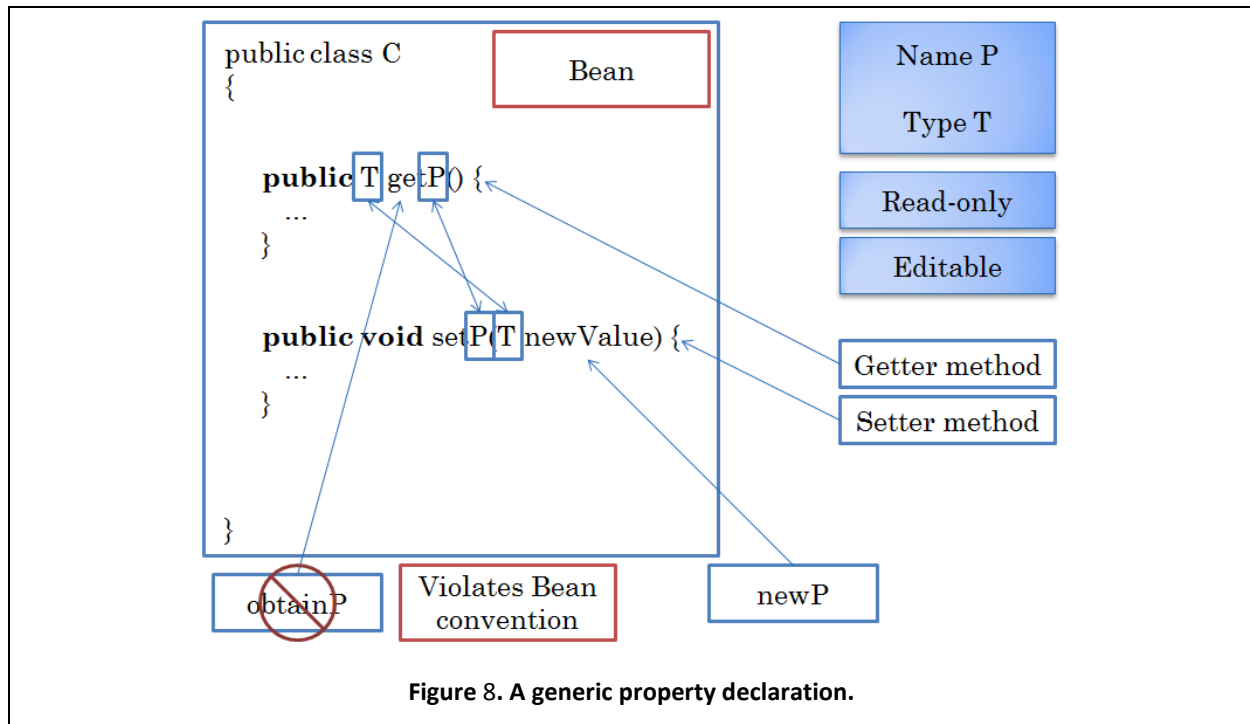 public class C
{
Bean
public T getP() {
...
}
public void setP(T newValue) {
...
}
}
Name P
Type T
Read-only
Editable
Getter method
Setter method
obtainP
Violates Bean
convention
newP
Figure 8. A generic property declaration.